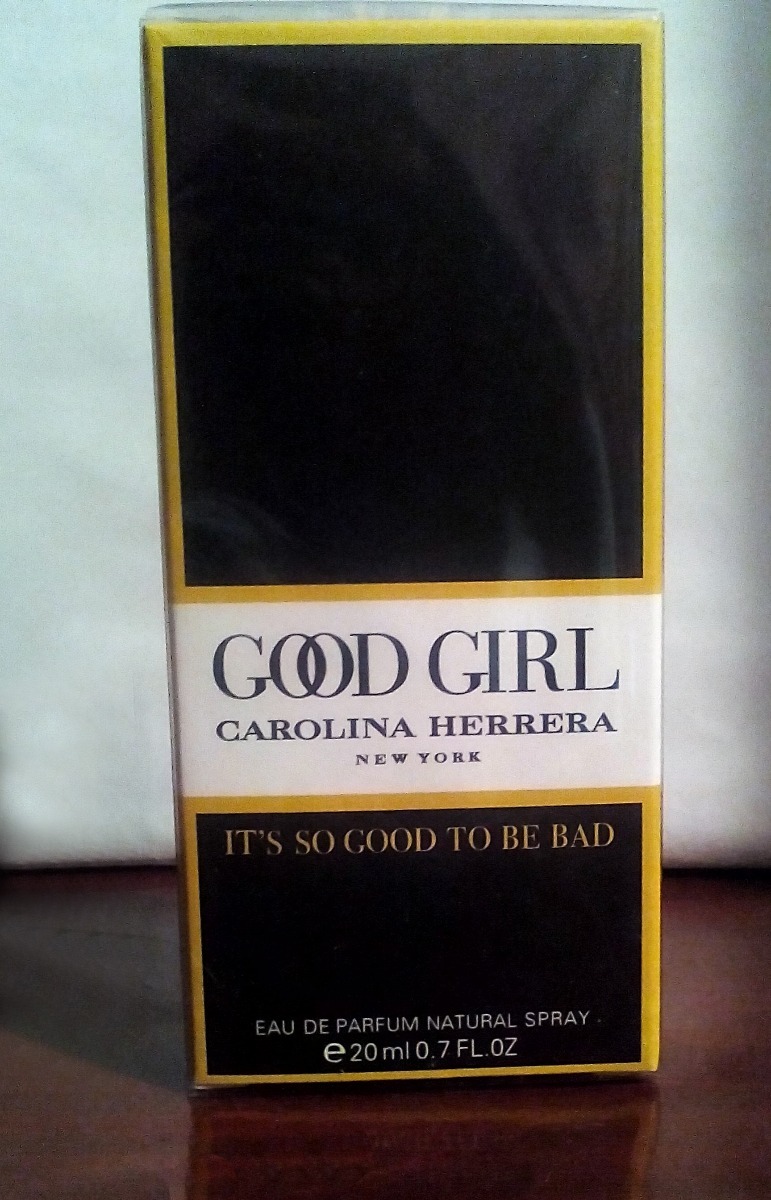 GOOD GIRL
CAROLINA HERRERA
NEW YORK
IT'S SO GOOD TO BE BAD
EAU DE PARFUM NATURAL SPRAY
℮20ml 0.7 FL.OZ